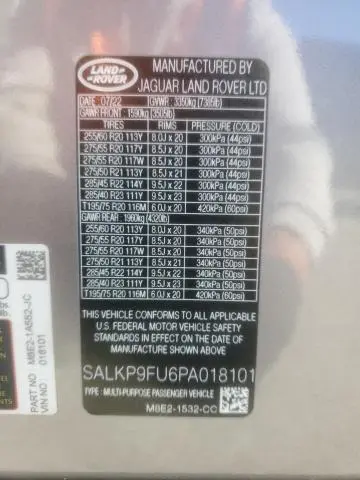 LAND
ROVER
MANUFACTURED BY
JAGUAR LAND ROVER LTD
DATE : 07/22 GVWR : 3350kg (7385lb)
GAWR FRONT : 1590kg (3505lb)
TIRES RIMS PRESSURE (COLD)
255/60 R20 113Y 8.0J x 20 300kPa (44psi)
275/55 R20 117Y 8.5J x 20 300kPa (44psi)
275/55 R20 117W 8.5J x 20 300kPa (44psi)
275/50 R21 113Y 8.5J x 21 300kPa (44psi)
285/45 R22 114Y 9.5J x 22 300kPa (44psi)
285/40 R23 111Y 9.5J x 23 300kPa (44psi)
T195/75 R20 116M 6.0J x 20 420kPa (60psi)
GAWR REAR : 1960kg (4320lb)
255/60 R20 113Y 8.0J x 20 340kPa (50psi)
275/55 R20 117Y 8.5J x 20 340kPa (50psi)
275/55 R20 117W 8.5J x 20 340kPa (50psi)
275/50 R21 113Y 8.5J x 21 340kPa (50psi)
285/45 R22 114Y 9.5J x 22 340kPa (50psi)
285/40 R23 111Y 9.5J x 23 340kPa (50psi)
T195/75 R20 116M 6.0J x 20 420kPa (60psi)
THIS VEHICLE CONFORMS TO ALL APPLICABLE
U.S. FEDERAL MOTOR VEHICLE SAFETY
STANDARDS IN EFFECT ON THE DATE OF
MANUFACTURE SHOWN ABOVE.
SALKP9FU6PA018101
TYPE : MULTI-PURPOSE PASSENGER VEHICLE
M8E2-1532-CC
PART NO : M8E2-1A552-JC
VIN NO : 018101